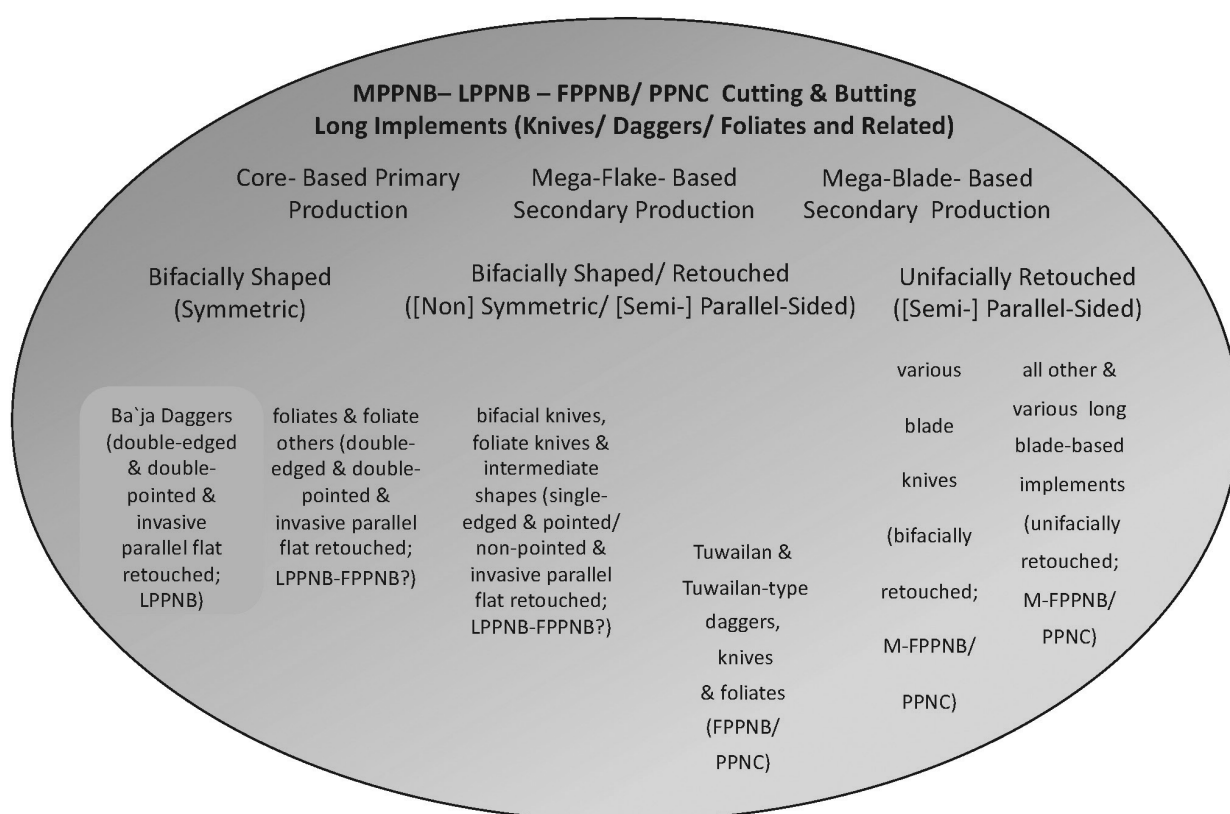 MPPNB– LPPNB – FPPNB/ PPNC Cutting & Butting
Long Implements (Knives/ Daggers/ Foliates and Related)
Core- Based Primary
Production
Mega-Flake- Based
Secondary Production
Mega-Blade- Based
Secondary Production
Bifacially Shaped
(Symmetric)
Bifacially Shaped/ Retouched
([Non] Symmetric/ [Semi-] Parallel-Sided)
Unifacially Retouched
([Semi-] Parallel-Sided)
Ba`ja Daggers
(double-edged
& double-
pointed &
invasive
parallel flat
retouched;
LPPNB)
foliates & foliate
others (double-
edged & double-
pointed &
invasive parallel
flat retouched;
LPPNB-FPPNB?)
bifacial knives,
foliate knives &
intermediate
shapes (single-
edged & pointed/
non-pointed &
invasive parallel
flat retouched;
LPPNB-FPPNB?)
Tuwailan &
Tuwailan-type
daggers,
knives
& foliates
(FPPNB/
PPNC)
various
blade
knives
(bifacially
retouched;
M-FPPNB/
PPNC)
all other &
various long
blade-based
implements
(unifacially
retouched;
M-FPPNB/
PPNC)